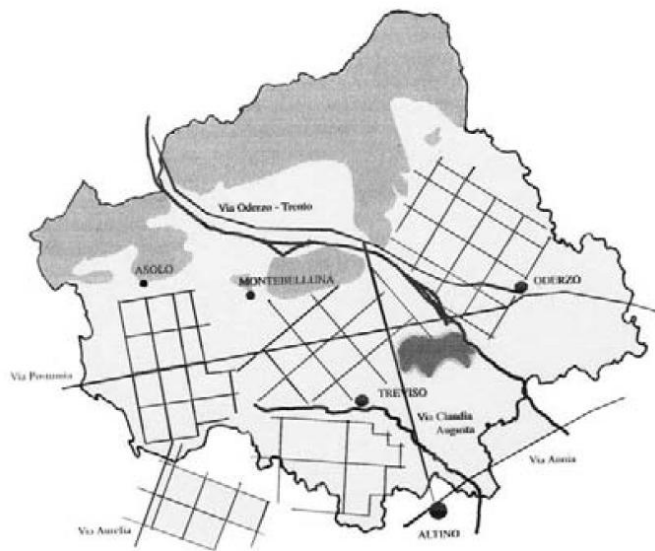 Via Oderzo - Trento
ASOLO
MONTEBELLUNA
ODERZO
Via Postumia
TREVISO
Via Claudia
Augusta
Via Annia
Via Aurelia
ALTINO